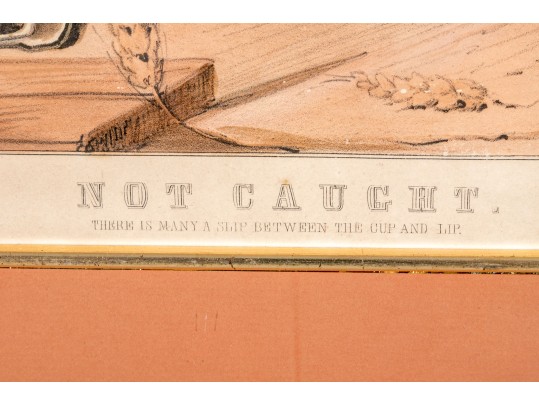 NOT CAUGHT.
THERE IS MANY A SLIP BETWEEN THE CUP AND LIP.